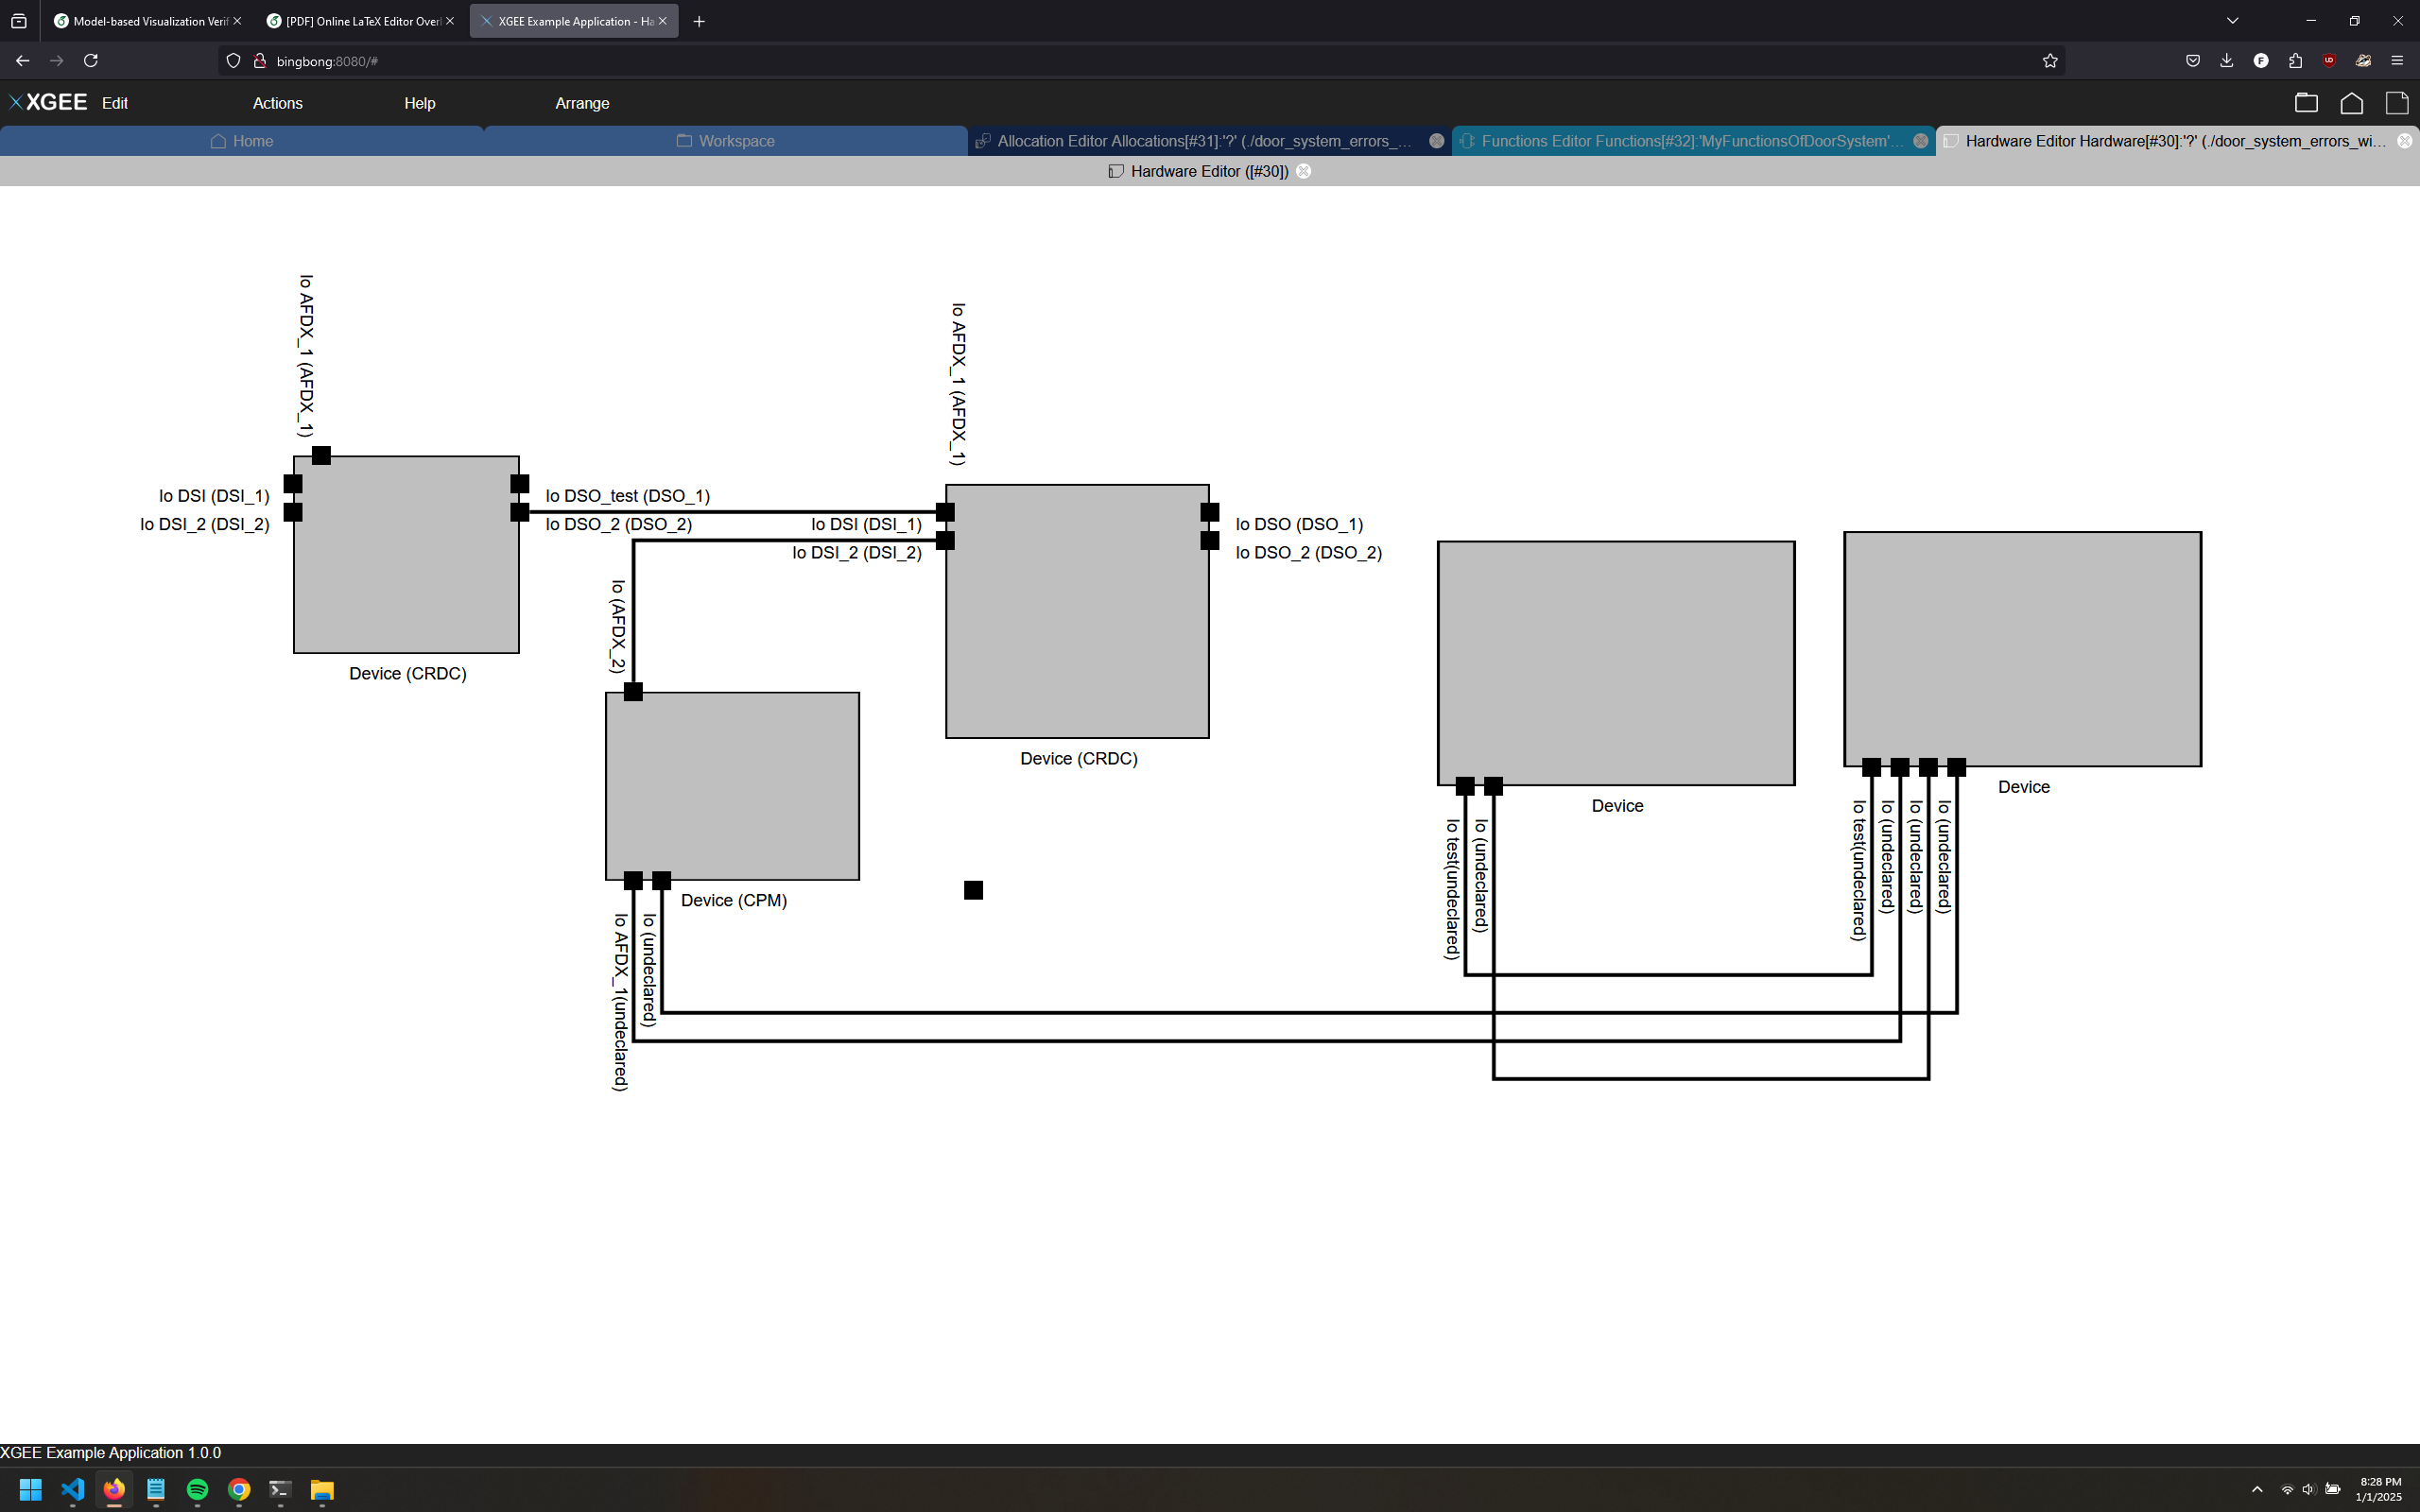 Model-based Visualization Verif
[PDF] Online LaTeX Editor Overl
XGEE Example Application - Ha
bingbong:8080/#
XGEE
Edit
Actions
Help
Arrange
Home
Workspace
Allocation Editor Allocations[#31]:'?' (./door_system_errors_...
Functions Editor Functions[#32]:'MyFunctionsOfDoorSystem'...
Hardware Editor Hardware[#30]:'?' (./door_system_errors_wi...
Hardware Editor ([#30])
Io AFDX_1 (AFDX_1)
Io AFDX_1 (AFDX_1)
Io DSI (DSI_1)
Io DSI_2 (DSI_2)
Io DSO_test (DSO_1)
Io DSO_2 (DSO_2)
Io DSI (DSI_1)
Io DSI_2 (DSI_2)
Io DSO (DSO_1)
Io DSO_2 (DSO_2)
Io (AFDX_2)
Device (CRDC)
Device (CRDC)
Device
Device
Io test(undeclared)
Io (undeclared)
Io test(undeclared)
Io (undeclared)
Io (undeclared)
Io (undeclared)
Device (CPM)
Io AFDX_1(undeclared)
Io (undeclared)
XGEE Example Application 1.0.0
8:28 PM
1/1/2025